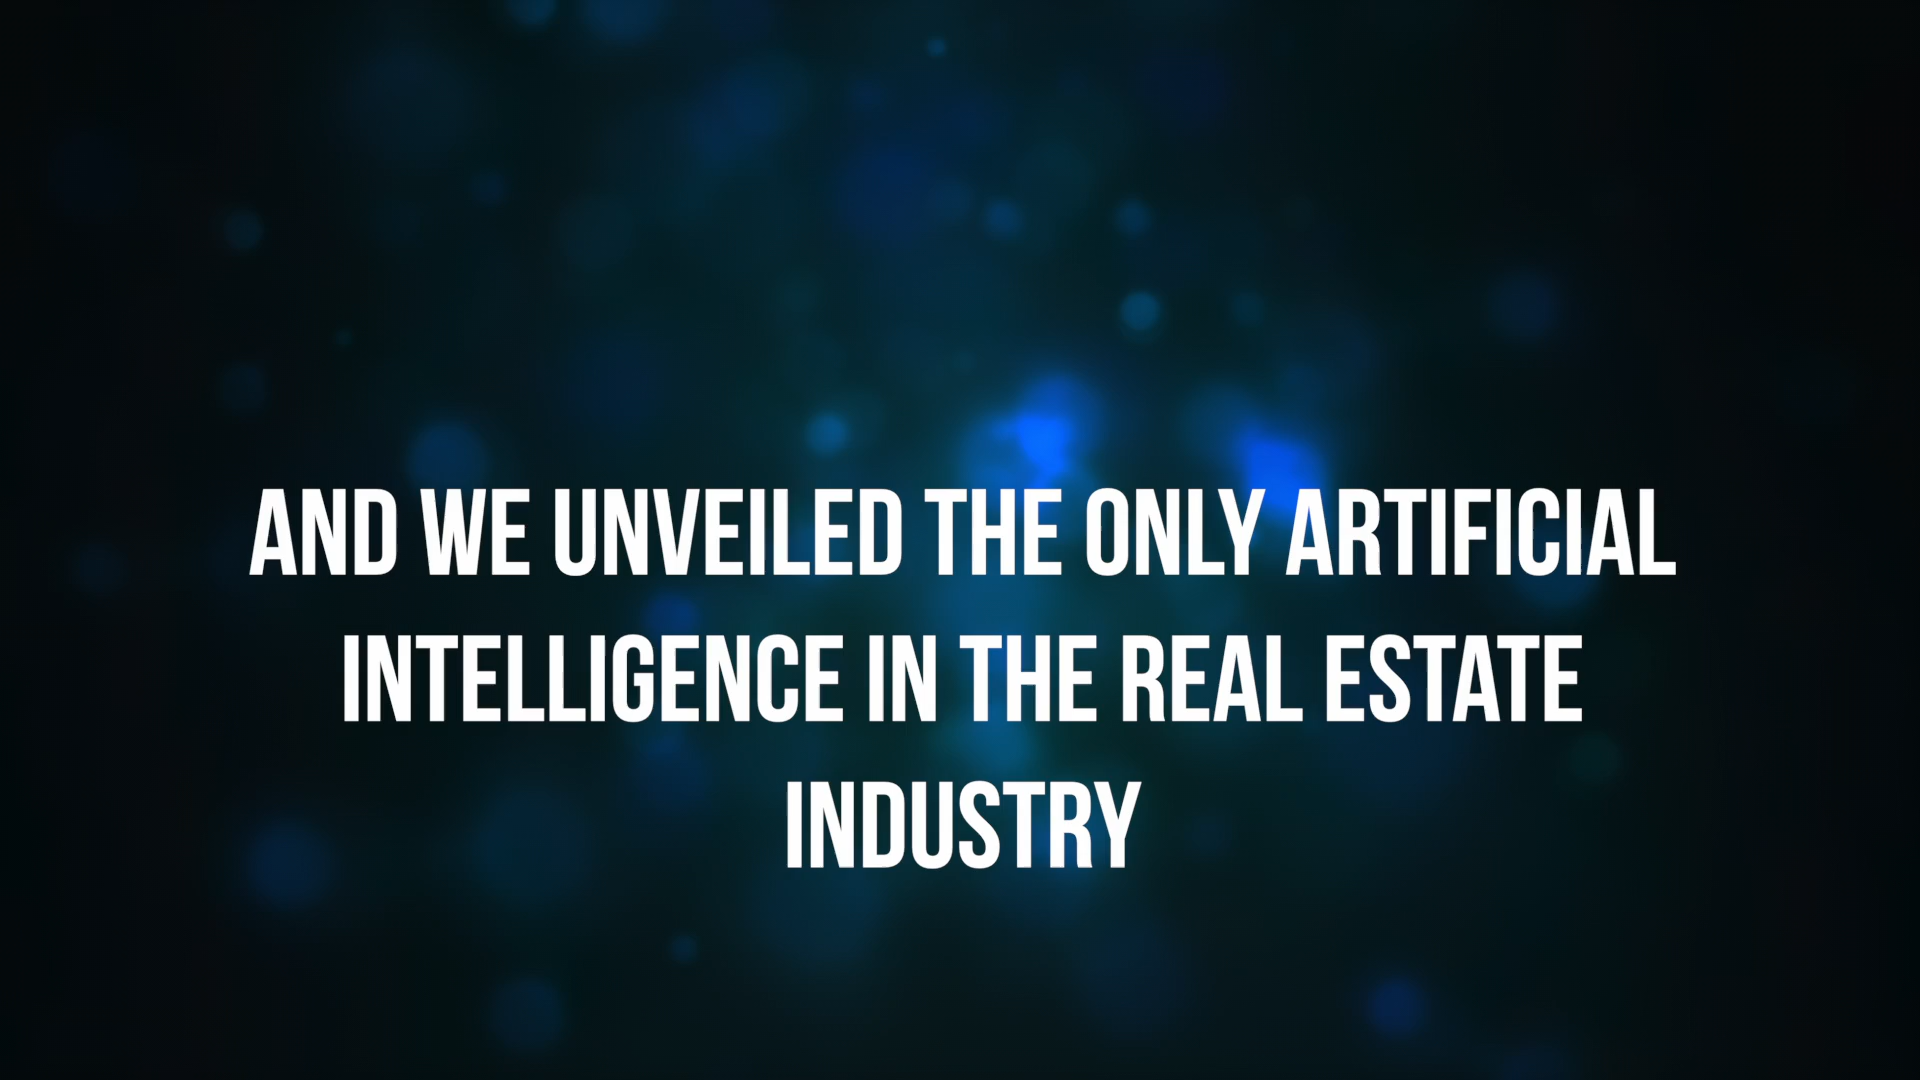 AND WE UNVEILED THE ONLY ARTIFICIAL
INTELLIGENCE IN THE REAL ESTATE
INDUSTRY